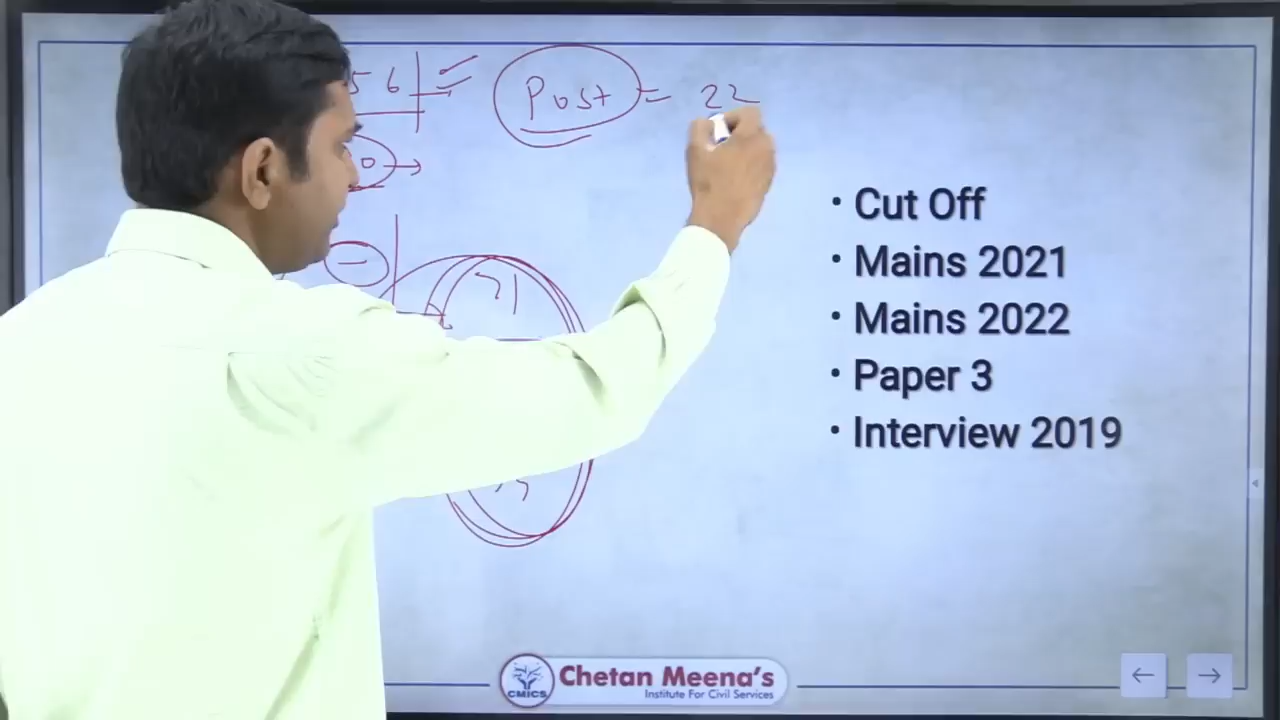 56 = Post = 22
• Cut Off
• Mains 2021
• Mains 2022
• Paper 3
• Interview 2019
CMICS
Chetan Meena's
Institute For Civil Services